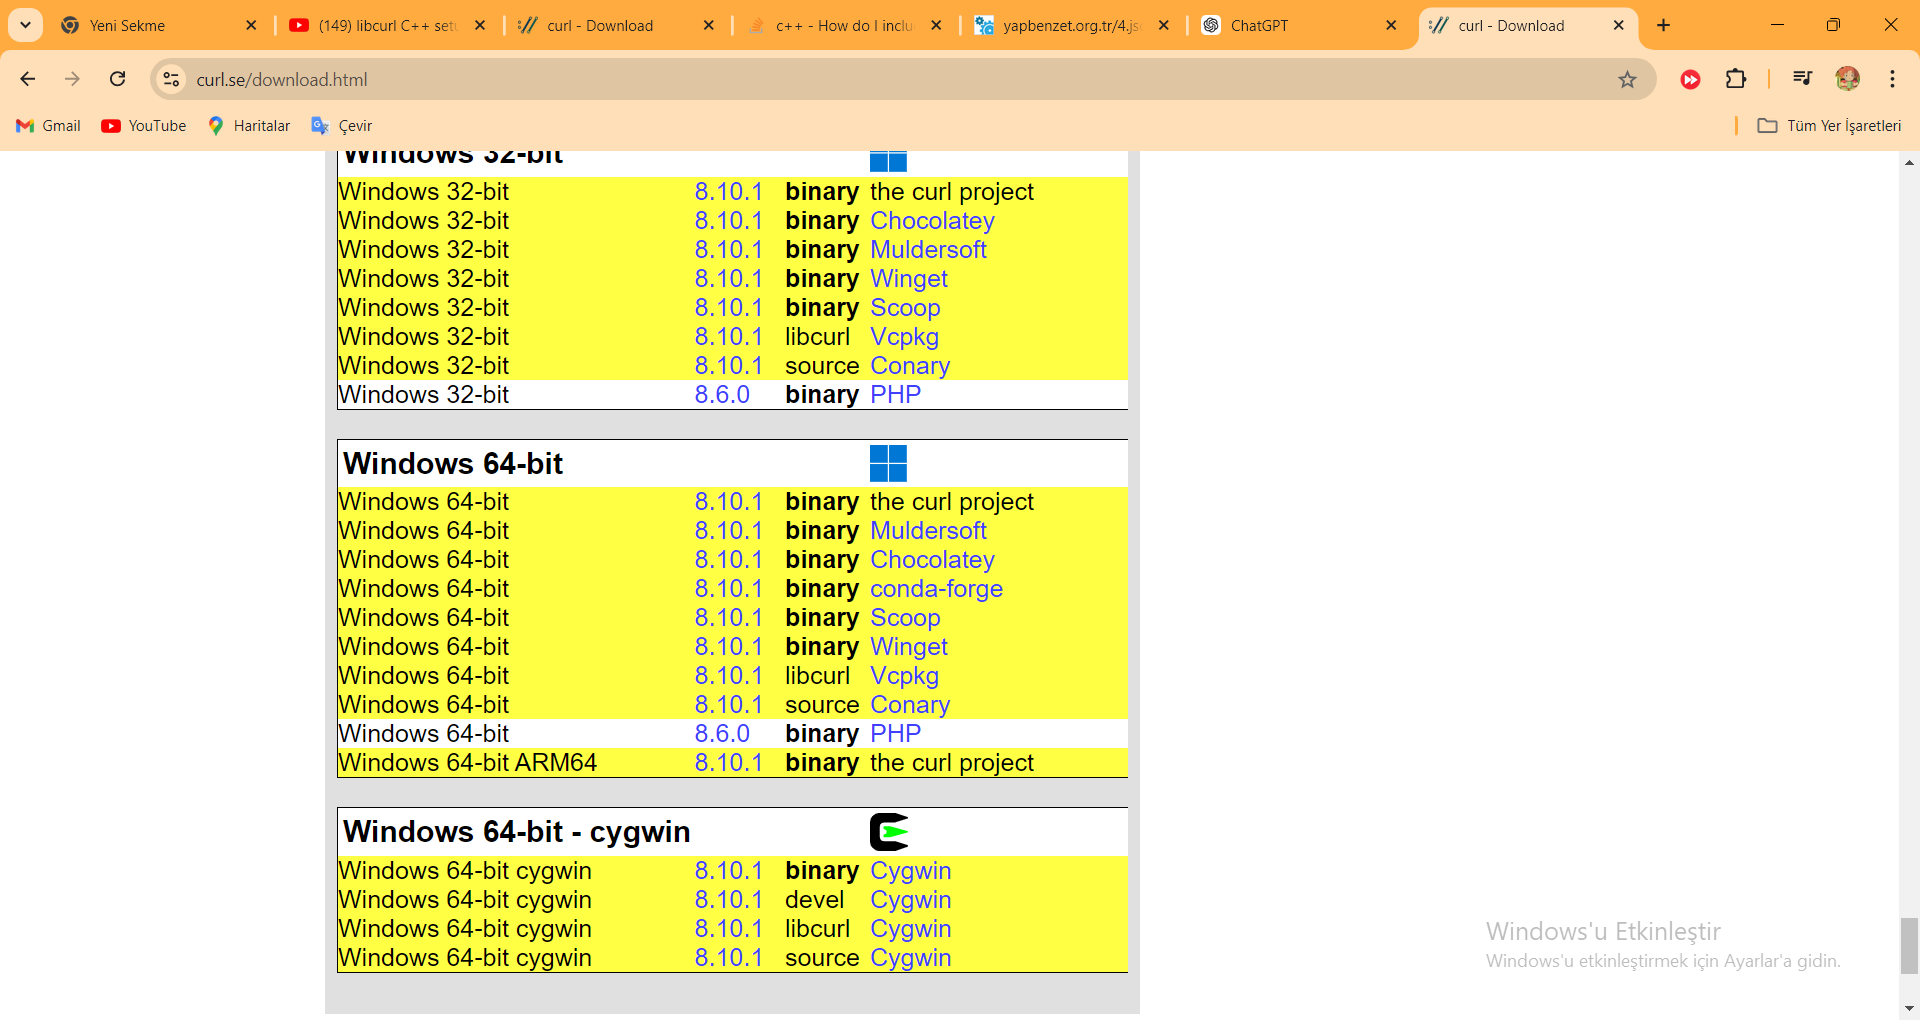 Yeni Sekme
(149) libcurl C++ setu
curl - Download
c++ - How do I inclu
yapbenzet.org.tr/4.js
ChatGPT
curl - Download
curl.se/download.html
Gmail
YouTube
Haritalar
Çevir
Tüm Yer İşaretleri
Windows 32-bit
Windows 32-bit 8.10.1 binary the curl project
Windows 32-bit 8.10.1 binary Chocolatey
Windows 32-bit 8.10.1 binary Muldersoft
Windows 32-bit 8.10.1 binary Winget
Windows 32-bit 8.10.1 binary Scoop
Windows 32-bit 8.10.1 libcurl Vcpkg
Windows 32-bit 8.10.1 source Conary
Windows 32-bit 8.6.0 binary PHP
Windows 64-bit
Windows 64-bit 8.10.1 binary the curl project
Windows 64-bit 8.10.1 binary Muldersoft
Windows 64-bit 8.10.1 binary Chocolatey
Windows 64-bit 8.10.1 binary conda-forge
Windows 64-bit 8.10.1 binary Scoop
Windows 64-bit 8.10.1 binary Winget
Windows 64-bit 8.10.1 libcurl Vcpkg
Windows 64-bit 8.10.1 source Conary
Windows 64-bit 8.6.0 binary PHP
Windows 64-bit ARM64 8.10.1 binary the curl project
Windows 64-bit - cygwin
Windows 64-bit cygwin 8.10.1 binary Cygwin
Windows 64-bit cygwin 8.10.1 devel Cygwin
Windows 64-bit cygwin 8.10.1 libcurl Cygwin
Windows 64-bit cygwin 8.10.1 source Cygwin
Windows'u Etkinleştir
Windows'u etkinleştirmek için Ayarlar'a gidin.